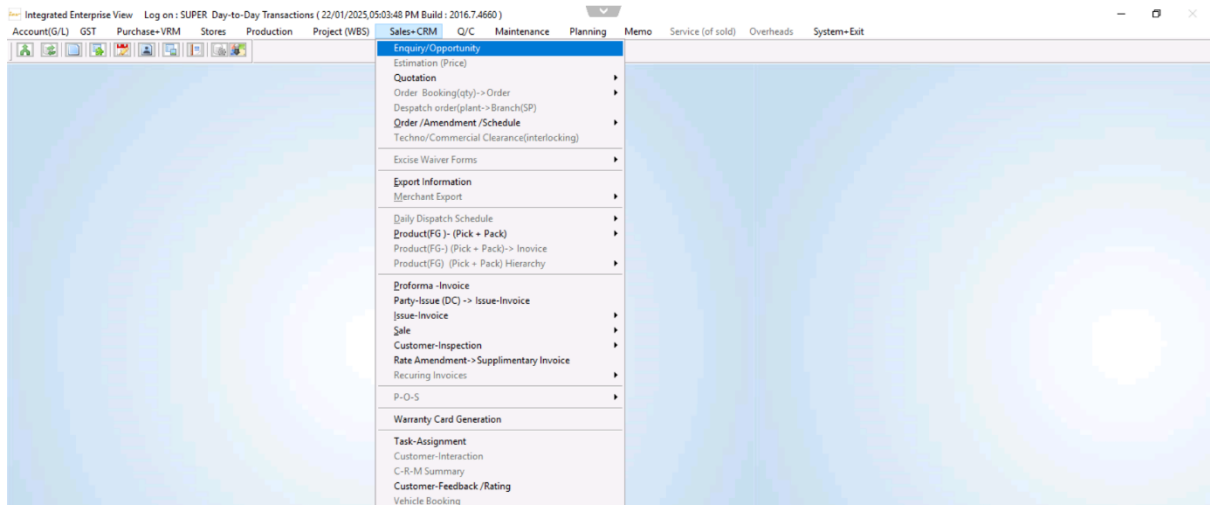 Integrated Enterprise View Log on : SUPER Day-to-Day Transactions ( 22/01/2025,05:03:48 PM Build : 2016.7.4660 )
Account(G/L) GST Purchase+VRM Stores Production Project (WBS) Sales+CRM Q/C Maintenance Planning Memo Service (of sold) Overheads System+Exit
Enquiry/Opportunity
Estimation (Price)
Quotation
Order Booking(qty)->Order
Despatch order(plant->Branch(SP)
Order /Amendment /Schedule
Techno/Commercial Clearance(interlocking)
Excise Waiver Forms
Export Information
Merchant Export
Daily Dispatch Schedule
Product(FG )- (Pick + Pack)
Product(FG-) (Pick + Pack)-> Inovice
Product(FG) (Pick + Pack) Hierarchy
Proforma -Invoice
Party-Issue (DC) -> Issue-Invoice
Issue-Invoice
Sale
Customer-Inspection
Rate Amendment->Supplimentary Invoice
Recuring Invoices
P-O-S
Warranty Card Generation
Task-Assignment
Customer-Interaction
C-R-M Summary
Customer-Feedback /Rating
Vehicle Booking